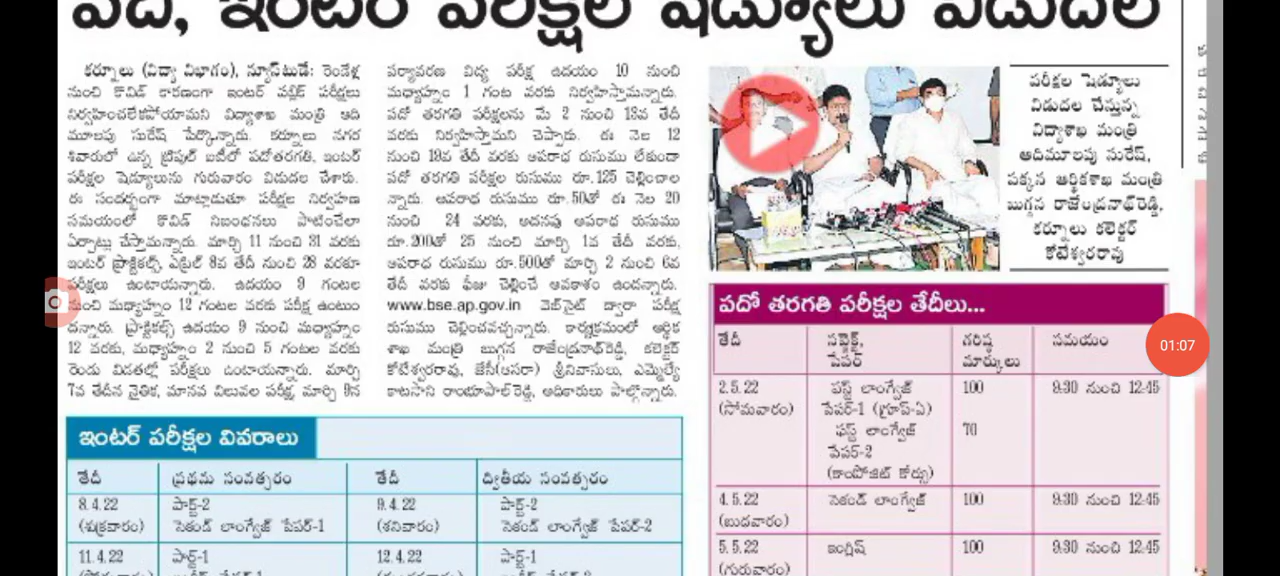 పది, ఇంటర్ పరీక్షల షెడ్యూలు విడుదల
కర్నూలు (విద్యా విభాగం), న్యూస్‌టుడే: రెండేళ్ల
నుంచి కొవిడ్ కారణంగా ఇంటర్ పబ్లిక్ పరీక్షలు
నిర్వహించలేకపోయామని విద్యాశాఖ మంత్రి ఆది
మూలపు సురేష్ పేర్కొన్నారు. కర్నూలు నగర
శివారులో ఉన్న ట్రిపుల్ ఐటీలో పదోతరగతి, ఇంటర్
పరీక్షల షెడ్యూలును గురువారం విడుదల చేశారు.
ఈ సందర్భంగా మాట్లాడుతూ పరీక్షల నిర్వహణ
సమయంలో కొవిడ్ నిబంధనలు పాటించేలా
ఏర్పాట్లు చేస్తామన్నారు. మార్చి 11 నుంచి 31 వరకు
ఇంటర్ ప్రాక్టికల్స్, ఎప్రిల్ 8వ తేదీ నుంచి 28 వరకూ
పరీక్షలు ఉంటాయన్నారు. ఉదయం 9 గంటల
నుంచి మధ్యాహ్నం 12 గంటల వరకు పరీక్ష ఉంటుం
దన్నారు. ప్రాక్టికల్స్ ఉదయం 9 నుంచి మధ్యాహ్నం
12 వరకు, మధ్యాహ్నం 2 నుంచి 5 గంటల వరకు
రెండు విడతల్లో పరీక్షలు ఉంటాయన్నారు. మార్చి
7వ తేదీన నైతిక, మానవ విలువల పరీక్ష, మార్చి 9న
పర్యావరణ విద్య పరీక్ష ఉదయం 10 నుంచి
మధ్యాహ్నం 1 గంట వరకు నిర్వహిస్తామన్నారు.
పదో తరగతి పరీక్షలను మే 2 నుంచి 13వ తేదీ
వరకు నిర్వహిస్తామని చెప్పారు. ఈ నెల 12
నుంచి 19వ తేదీ వరకు అపరాధ రుసుము లేకుండా
పదో తరగతి పరీక్షల రుసుము రూ.125 చెల్లించాల
న్నారు. అపరాధ రుసుము రూ.50తో ఈ నెల 20
నుంచి 24 వరకు, అదనపు అపరాధ రుసుము
రూ.200తో 25 నుంచి మార్చి 1వ తేదీ వరకు,
అపరాధ రుసుము రూ.500తో మార్చి 2 నుంచి 6వ
తేదీ వరకు ఫీజు చెల్లించే అవకాశం ఉందన్నారు.
www.bse.ap.gov.in వెబ్‌సైట్ ద్వారా పరీక్ష
రుసుము చెల్లించవచ్చన్నారు. కార్యక్రమంలో ఆర్థిక
శాఖ మంత్రి బుగ్గన రాజేంద్రనాథ్‌రెడ్డి, కలెక్టర్
కోటేశ్వరరావు, జేసీ(ఆసరా) శ్రీనివాసులు, ఎమ్మెల్యే
కాటసాని రాంభూపాల్‌రెడ్డి, అధికారులు పాల్గొన్నారు.
పరీక్షల షెడ్యూలు
విడుదల చేస్తున్న
విద్యాశాఖ మంత్రి
ఆదిమూలపు సురేష్,
పక్కన ఆర్థికశాఖ మంత్రి
బుగ్గన రాజేంద్రనాథ్‌రెడ్డి,
కర్నూలు కలెక్టర్
కోటేశ్వరరావు
ఇంటర్ పరీక్షల వివరాలు
తేదీ ప్రథమ సంవత్సరం తేదీ ద్వితీయ సంవత్సరం
8.4.22 పార్ట్-2 9.4.22 పార్ట్-2
(శుక్రవారం) సెకండ్ లాంగ్వేజ్ పేపర్-1 (శనివారం) సెకండ్ లాంగ్వేజ్ పేపర్-2
11.4.22 పార్ట్-1 12.4.22 పార్ట్-1
పదో తరగతి పరీక్షల తేదీలు...
తేదీ సబ్జెక్ట్, గరిష్ఠ సమయం
పేపర్ మార్కులు
2.5.22 ఫస్ట్ లాంగ్వేజ్ 100 9.30 నుంచి 12.45
(సోమవారం) పేపర్-1 (గ్రూప్-ఏ)
ఫస్ట్ లాంగ్వేజ్ 70
పేపర్-2
(కాంపోజిట్ కోర్సు)
4.5.22 సెకండ్ లాంగ్వేజ్ 100 9.30 నుంచి 12.45
(బుధవారం)
5.5.22 ఇంగ్లిష్ 100 9.30 నుంచి 12.45
(గురువారం)
01:07